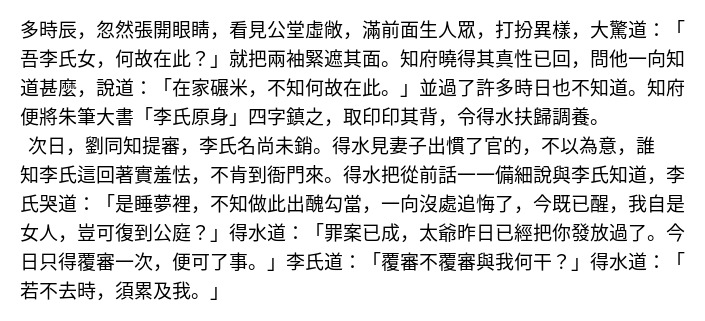 多時辰，忽然張開眼睛，看見公堂虛敞，滿前面生人眾，打扮異樣，大驚道：「
吾李氏女，何故在此？」就把兩袖緊遮其面。知府曉得其真性已回，問他一向知
道甚麼，說道：「在家碾米，不知何故在此。」並過了許多時日也不知道。知府
便將朱筆大書「李氏原身」四字鎮之，取印印其背，令得水扶歸調養。
次日，劉同知提審，李氏名尚未銷。得水見妻子出慣了官的，不以為意，誰
知李氏這回著實羞怯，不肯到衙門來。得水把從前話一一備細說與李氏知道，李
氏哭道：「是睡夢裡，不知做此出醜勾當，一向沒處追悔了，今既已醒，我自是
女人，豈可復到公庭？」得水道：「罪案已成，太爺昨日已經把你發放過了。今
日只得覆審一次，便可了事。」李氏道：「覆審不覆審與我何干？」得水道：「
若不去時，須累及我。」